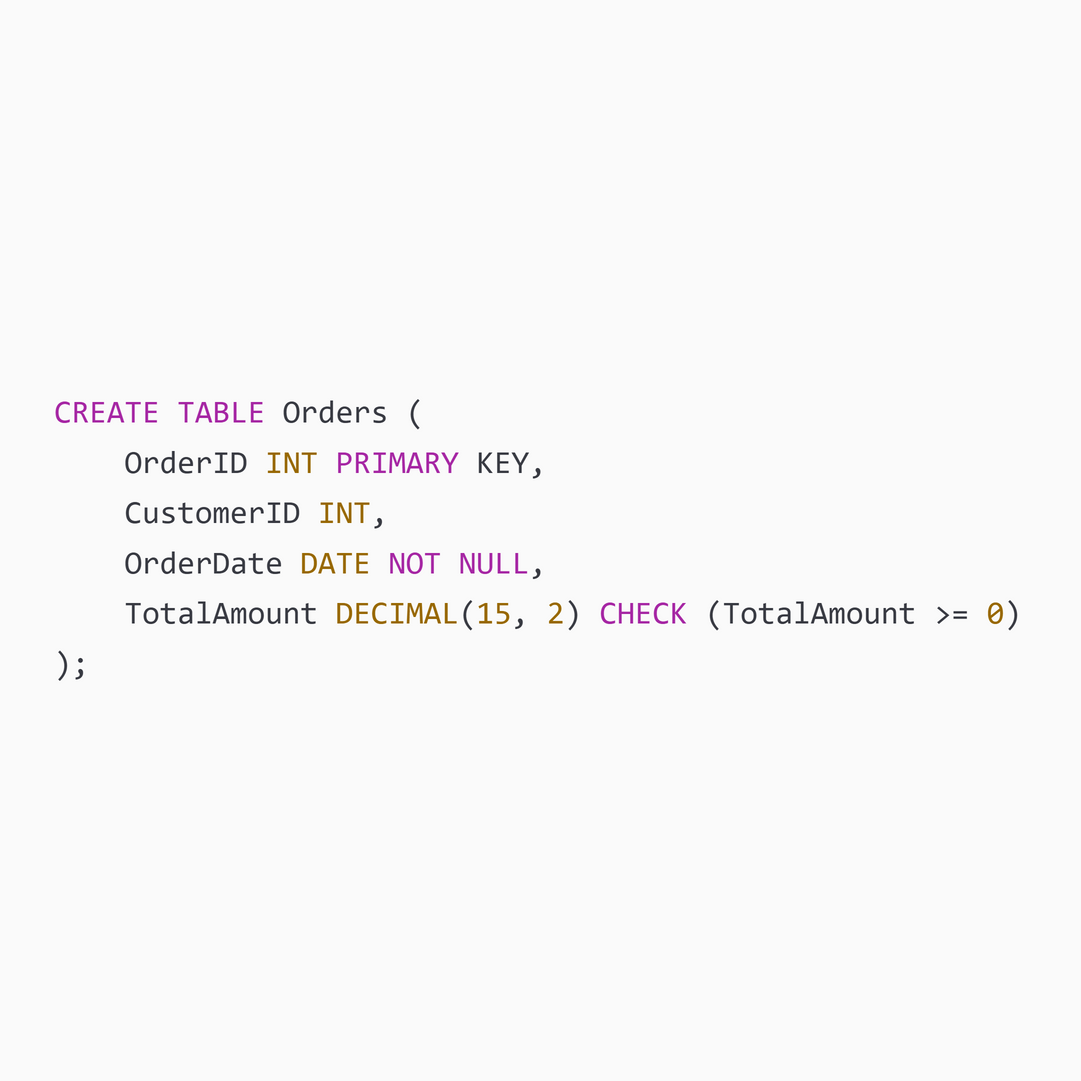 CREATE TABLE Orders (
    OrderID INT PRIMARY KEY,
    CustomerID INT,
    OrderDate DATE NOT NULL,
    TotalAmount DECIMAL(15, 2) CHECK (TotalAmount >= 0)
);